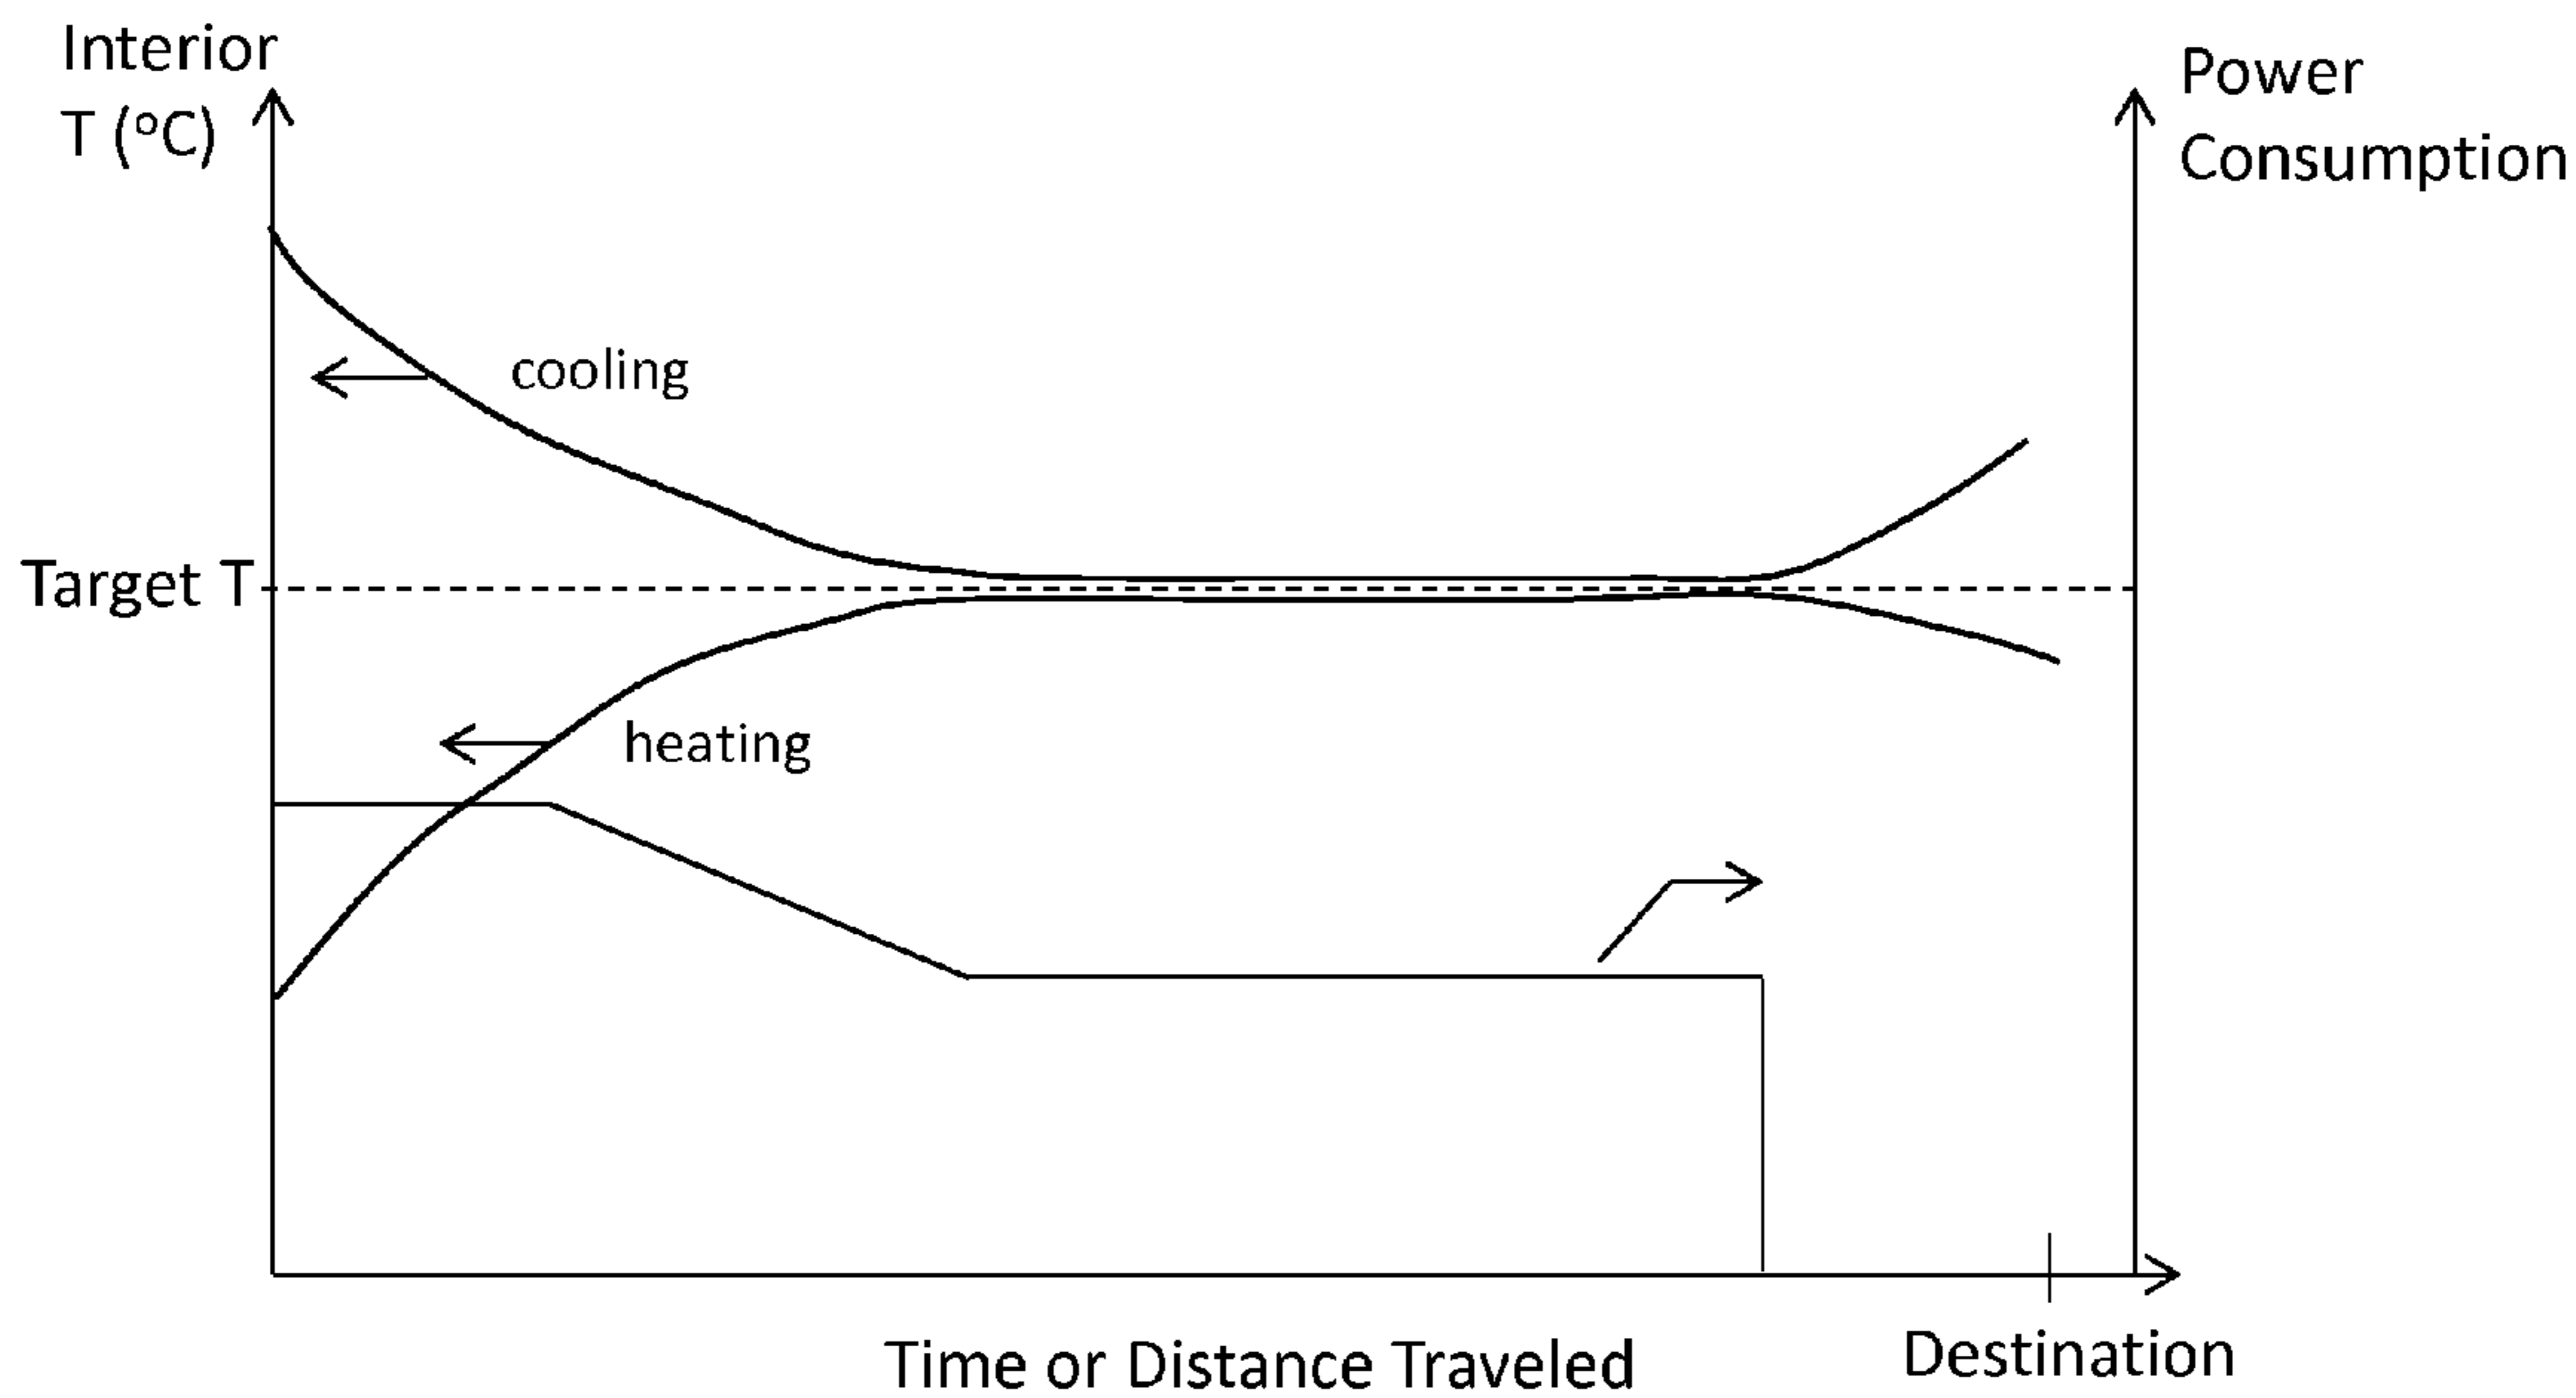 Interior
T (°C)
Power
Consumption
cooling
Target T
heating
Time or Distance Traveled
Destination